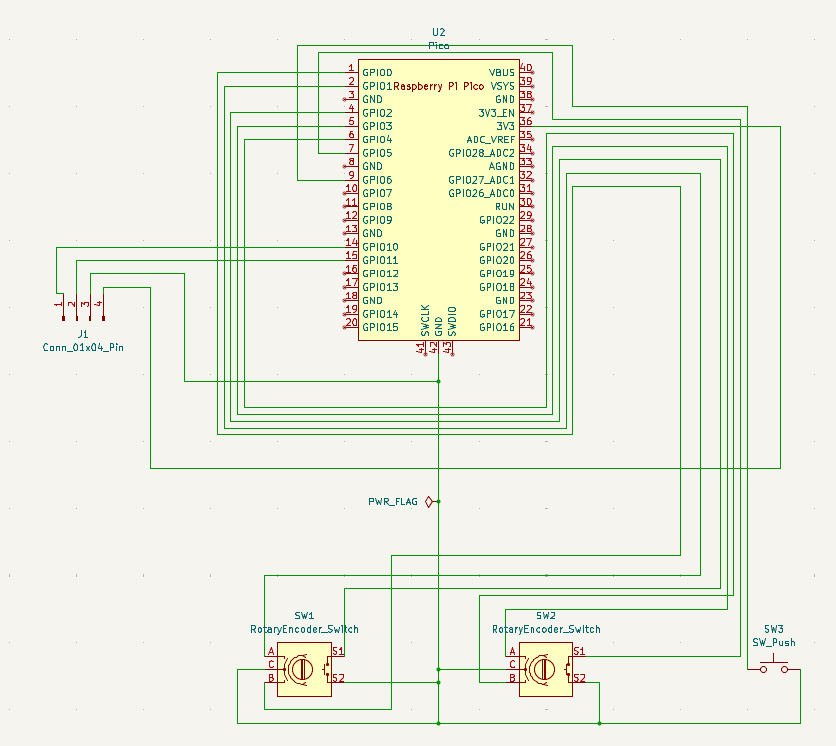 U2
Pico
Raspberry Pi Pico
1 GPIO0
2 GPIO1
3 GND
4 GPIO2
5 GPIO3
6 GPIO4
7 GPIO5
8 GND
9 GPIO6
10 GPIO7
11 GPIO8
12 GPIO9
13 GND
14 GPIO10
15 GPIO11
16 GPIO12
17 GPIO13
18 GND
19 GPIO14
20 GPIO15
VBUS 40
VSYS 39
GND 38
3V3_EN 37
3V3 36
ADC_VREF 35
GPIO28_ADC2 34
AGND 33
GPIO27_ADC1 32
GPIO26_ADC0 31
RUN 30
GPIO22 29
GND 28
GPIO21 27
GPIO20 26
GPIO19 25
GPIO18 24
GND 23
GPIO17 22
GPIO16 21
SWCLK 41
GND 42
SWDIO 43
1 2 3 4
J1
Conn_01x04_Pin
PWR_FLAG
SW1
RotaryEncoder_Switch
A S1
C
B S2
SW2
RotaryEncoder_Switch
A S1
C
B S2
SW3
SW_Push